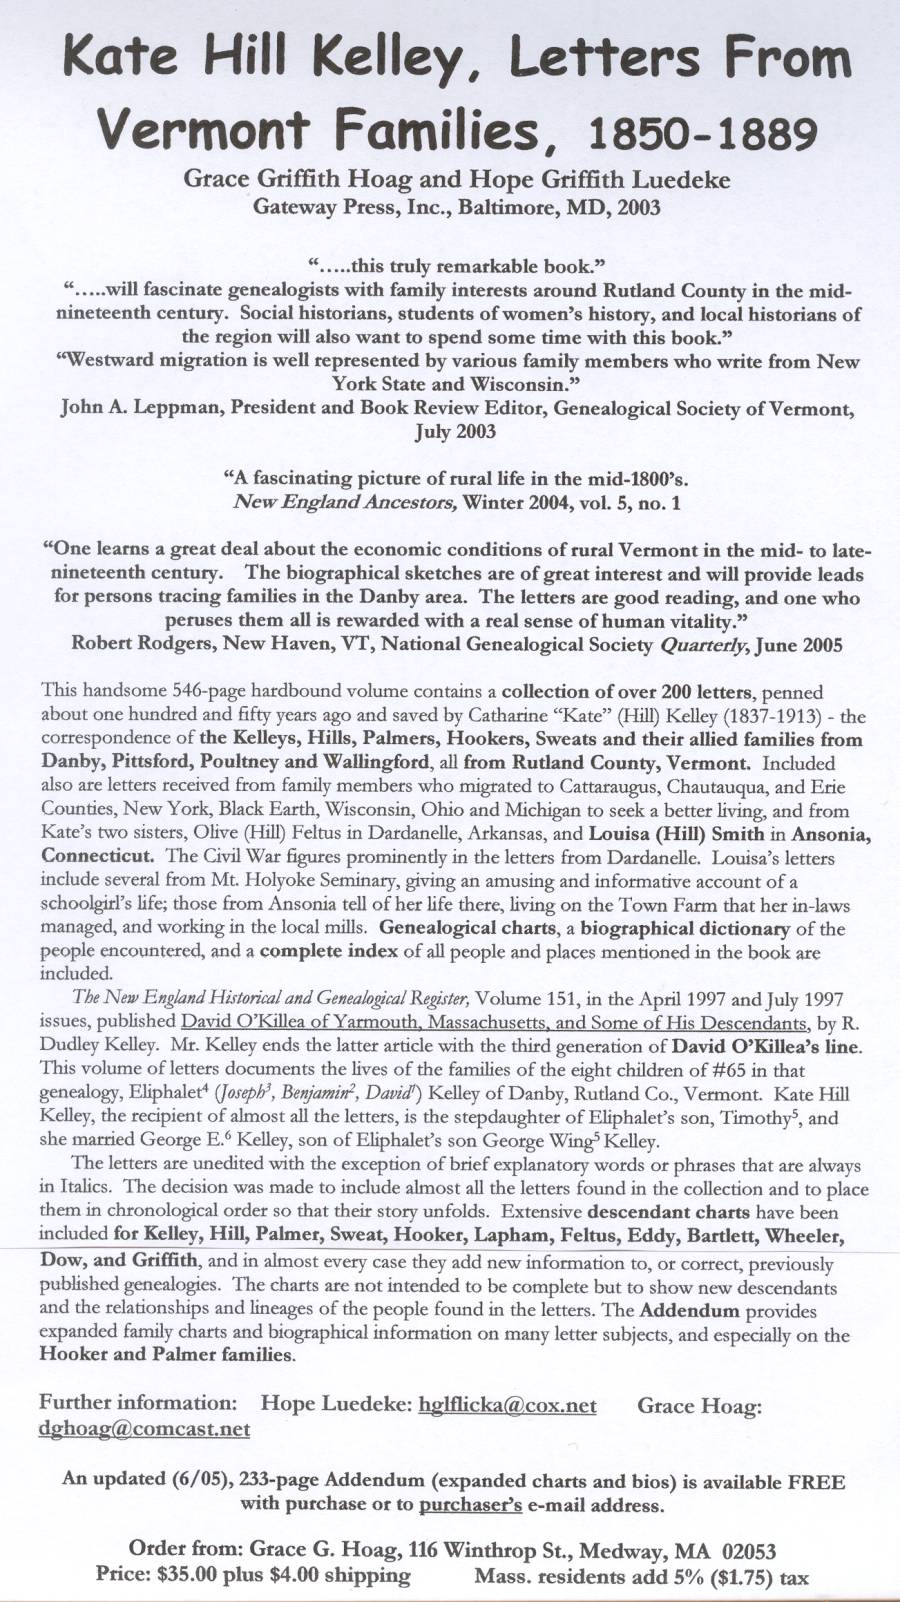 Kate Hill Kelley, Letters From
Vermont Families, 1850-1889
Grace Griffith Hoag and Hope Griffith Luedeke
Gateway Press, Inc., Baltimore, MD, 2003
“…..this truly remarkable book.”
“…..will fascinate genealogists with family interests around Rutland County in the mid-
nineteenth century.  Social historians, students of women’s history, and local historians of
the region will also want to spend some time with this book.”
“Westward migration is well represented by various family members who write from New
York State and Wisconsin.”
John A. Leppman, President and Book Review Editor, Genealogical Society of Vermont,
July 2003
“A fascinating picture of rural life in the mid-1800’s.
New England Ancestors, Winter 2004, vol. 5, no. 1
“One learns a great deal about the economic conditions of rural Vermont in the mid- to late-
nineteenth century.   The biographical sketches are of great interest and will provide leads
for persons tracing families in the Danby area.  The letters are good reading, and one who
peruses them all is rewarded with a real sense of human vitality.”
Robert Rodgers, New Haven, VT, National Genealogical Society Quarterly, June 2005
This handsome 546-page hardbound volume contains a collection of over 200 letters, penned
about one hundred and fifty years ago and saved by Catharine “Kate” (Hill) Kelley (1837-1913) - the
correspondence of the Kelleys, Hills, Palmers, Hookers, Sweats and their allied families from
Danby, Pittsford, Poultney and Wallingford, all from Rutland County, Vermont.  Included
also are letters received from family members who migrated to Cattaraugus, Chautauqua, and Erie
Counties, New York, Black Earth, Wisconsin, Ohio and Michigan to seek a better living, and from
Kate’s two sisters, Olive (Hill) Feltus in Dardanelle, Arkansas, and Louisa (Hill) Smith in Ansonia,
Connecticut.  The Civil War figures prominently in the letters from Dardanelle.  Louisa’s letters
include several from Mt. Holyoke Seminary, giving an amusing and informative account of a
schoolgirl’s life; those from Ansonia tell of her life there, living on the Town Farm that her in-laws
managed, and working in the local mills.  Genealogical charts, a biographical dictionary of the
people encountered, and a complete index of all people and places mentioned in the book are
included.
The New England Historical and Genealogical Register, Volume 151, in the April 1997 and July 1997
issues, published David O’Killea of Yarmouth, Massachusetts, and Some of His Descendants, by R.
Dudley Kelley.  Mr. Kelley ends the latter article with the third generation of David O’Killea’s line.
This volume of letters documents the lives of the families of the eight children of #65 in that
genealogy, Eliphalet⁴ (Joseph³, Benjamin², David¹) Kelley of Danby, Rutland Co., Vermont.  Kate Hill
Kelley, the recipient of almost all the letters, is the stepdaughter of Eliphalet’s son, Timothy⁵, and
she married George E.⁶ Kelley, son of Eliphalet’s son George Wing⁵ Kelley.
The letters are unedited with the exception of brief explanatory words or phrases that are always
in Italics.  The decision was made to include almost all the letters found in the collection and to place
them in chronological order so that their story unfolds.  Extensive descendant charts have been
included for Kelley, Hill, Palmer, Sweat, Hooker, Lapham, Feltus, Eddy, Bartlett, Wheeler,
Dow, and Griffith, and in almost every case they add new information to, or correct, previously
published genealogies.  The charts are not intended to be complete but to show new descendants
and the relationships and lineages of the people found in the letters. The Addendum provides
expanded family charts and biographical information on many letter subjects, and especially on the
Hooker and Palmer families.
Further information:   Hope Luedeke: hglflicka@cox.net     Grace Hoag:
dghoag@comcast.net
An updated (6/05), 233-page Addendum (expanded charts and bios) is available FREE
with purchase or to purchaser’s e-mail address.
Order from: Grace G. Hoag, 116 Winthrop St., Medway, MA  02053
Price: $35.00 plus $4.00 shipping          Mass. residents add 5% ($1.75) tax